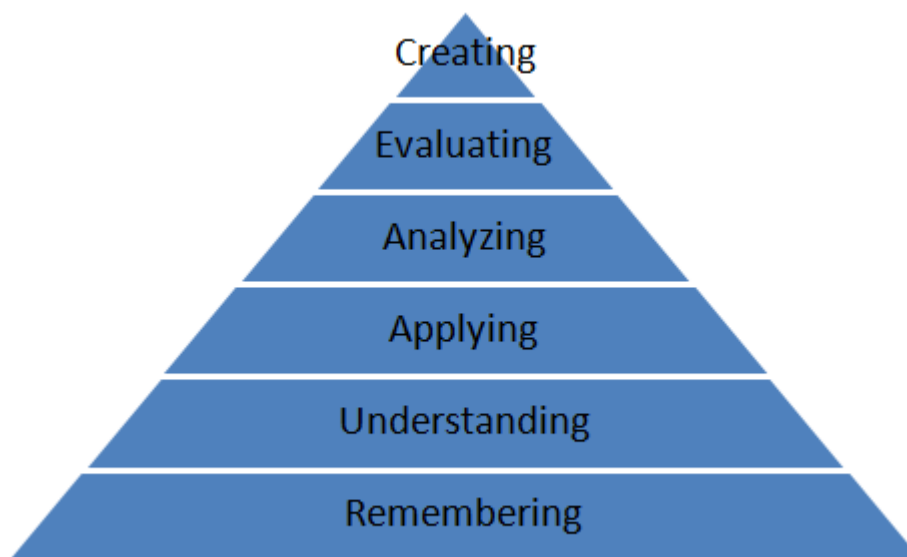 Creating
Evaluating
Analyzing
Applying
Understanding
Remembering